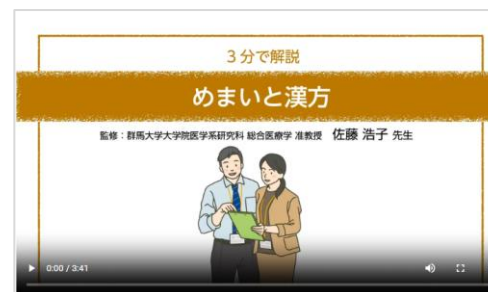 3分で解説
めまいと漢方
監修：群馬大学大学院医学系研究科 総合医療学 准教授 佐藤 浩子 先生
0:00 / 3:41